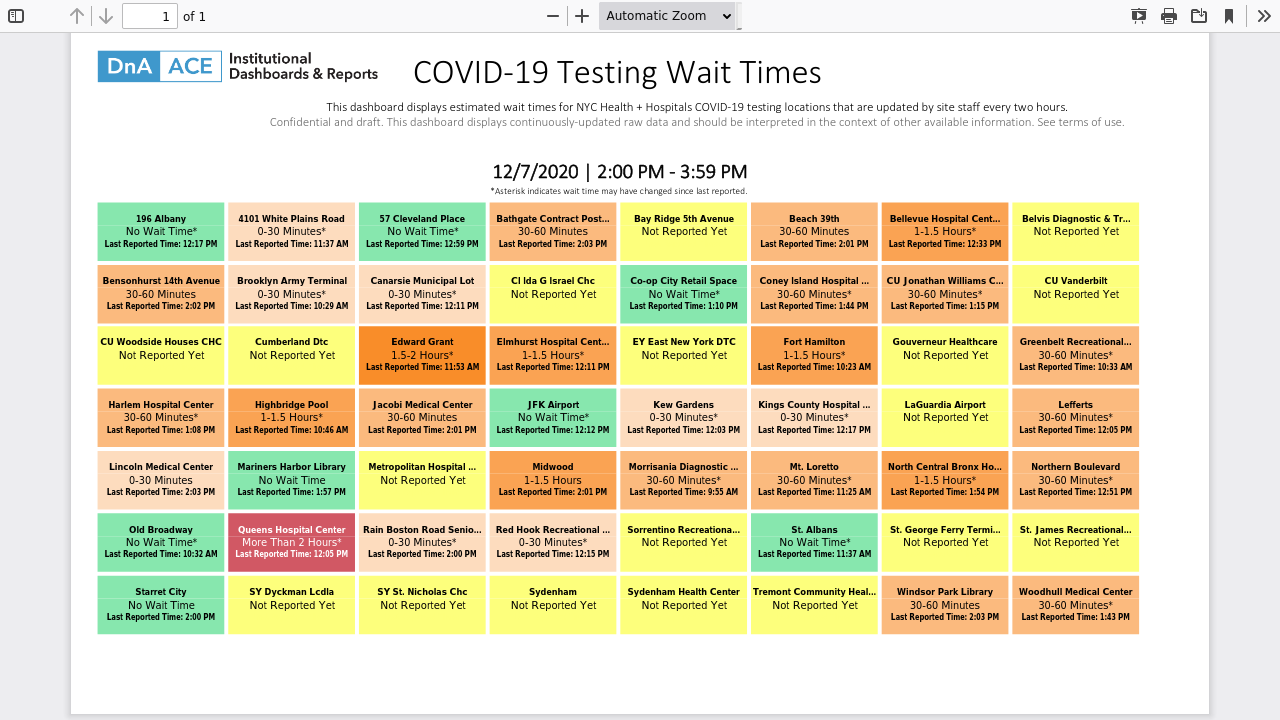 1 of 1 Automatic Zoom
DnA ACE Institutional Dashboards & Reports
COVID-19 Testing Wait Times
This dashboard displays estimated wait times for NYC Health + Hospitals COVID-19 testing locations that are updated by site staff every two hours.
Confidential and draft. This dashboard displays continuously-updated raw data and should be interpreted in the context of other available information. See terms of use.
12/7/2020 | 2:00 PM - 3:59 PM
*Asterisk indicates wait time may have changed since last reported.
196 Albany
No Wait Time*
Last Reported Time: 12:17 PM
4101 White Plains Road
0-30 Minutes*
Last Reported Time: 11:37 AM
57 Cleveland Place
No Wait Time*
Last Reported Time: 12:59 PM
Bathgate Contract Post...
30-60 Minutes
Last Reported Time: 2:03 PM
Bay Ridge 5th Avenue
Not Reported Yet
Beach 39th
30-60 Minutes
Last Reported Time: 2:01 PM
Bellevue Hospital Cent...
1-1.5 Hours*
Last Reported Time: 12:33 PM
Belvis Diagnostic & Tr...
Not Reported Yet
Bensonhurst 14th Avenue
30-60 Minutes
Last Reported Time: 2:02 PM
Brooklyn Army Terminal
0-30 Minutes*
Last Reported Time: 10:29 AM
Canarsie Municipal Lot
0-30 Minutes*
Last Reported Time: 12:11 PM
CI Ida G Israel Chc
Not Reported Yet
Co-op City Retail Space
No Wait Time*
Last Reported Time: 1:10 PM
Coney Island Hospital ...
30-60 Minutes*
Last Reported Time: 1:44 PM
CU Jonathan Williams C...
30-60 Minutes*
Last Reported Time: 1:15 PM
CU Vanderbilt
Not Reported Yet
CU Woodside Houses CHC
Not Reported Yet
Cumberland Dtc
Not Reported Yet
Edward Grant
1.5-2 Hours*
Last Reported Time: 11:53 AM
Elmhurst Hospital Cent...
1-1.5 Hours*
Last Reported Time: 12:11 PM
EY East New York DTC
Not Reported Yet
Fort Hamilton
1-1.5 Hours*
Last Reported Time: 10:23 AM
Gouverneur Healthcare
Not Reported Yet
Greenbelt Recreational...
30-60 Minutes*
Last Reported Time: 10:33 AM
Harlem Hospital Center
30-60 Minutes*
Last Reported Time: 1:08 PM
Highbridge Pool
1-1.5 Hours*
Last Reported Time: 10:46 AM
Jacobi Medical Center
30-60 Minutes
Last Reported Time: 2:01 PM
JFK Airport
No Wait Time*
Last Reported Time: 12:12 PM
Kew Gardens
0-30 Minutes*
Last Reported Time: 12:03 PM
Kings County Hospital ...
0-30 Minutes*
Last Reported Time: 12:17 PM
LaGuardia Airport
Not Reported Yet
Lefferts
30-60 Minutes*
Last Reported Time: 12:05 PM
Lincoln Medical Center
0-30 Minutes
Last Reported Time: 2:03 PM
Mariners Harbor Library
No Wait Time
Last Reported Time: 1:57 PM
Metropolitan Hospital ...
Not Reported Yet
Midwood
1-1.5 Hours
Last Reported Time: 2:01 PM
Morrisania Diagnostic ...
30-60 Minutes*
Last Reported Time: 9:55 AM
Mt. Loretto
30-60 Minutes*
Last Reported Time: 11:25 AM
North Central Bronx Ho...
1-1.5 Hours*
Last Reported Time: 1:54 PM
Northern Boulevard
30-60 Minutes*
Last Reported Time: 12:51 PM
Old Broadway
No Wait Time*
Last Reported Time: 10:32 AM
Queens Hospital Center
More Than 2 Hours*
Last Reported Time: 12:05 PM
Rain Boston Road Senio...
0-30 Minutes*
Last Reported Time: 2:00 PM
Red Hook Recreational ...
0-30 Minutes*
Last Reported Time: 12:15 PM
Sorrentino Recreationa...
Not Reported Yet
St. Albans
No Wait Time*
Last Reported Time: 11:37 AM
St. George Ferry Termi...
Not Reported Yet
St. James Recreational...
Not Reported Yet
Starret City
No Wait Time
Last Reported Time: 2:00 PM
SY Dyckman Lcdla
Not Reported Yet
SY St. Nicholas Chc
Not Reported Yet
Sydenham
Not Reported Yet
Sydenham Health Center
Not Reported Yet
Tremont Community Heal...
Not Reported Yet
Windsor Park Library
30-60 Minutes
Last Reported Time: 2:03 PM
Woodhull Medical Center
30-60 Minutes*
Last Reported Time: 1:43 PM